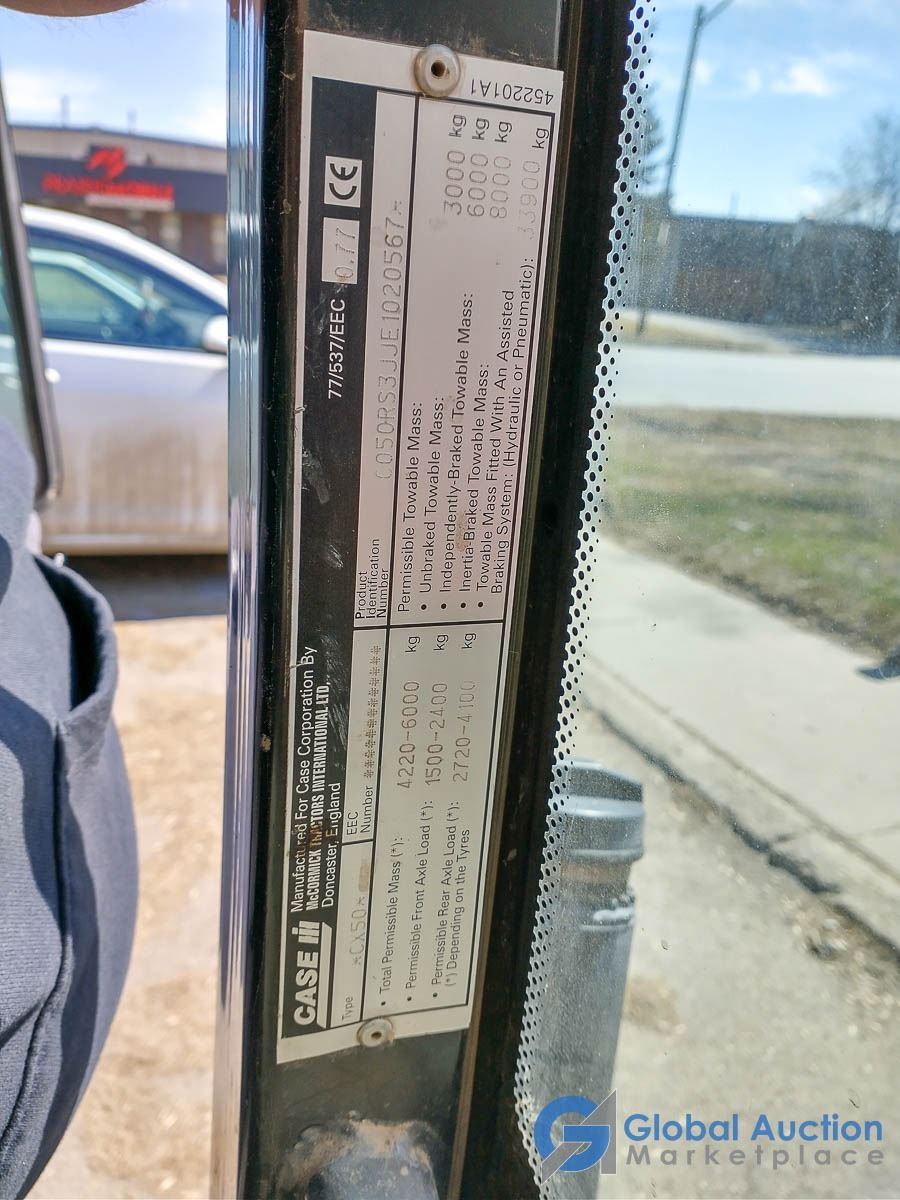 CASE III
Manufactured For Case Corporation By
McCORMICK TRACTORS INTERNATIONAL LTD.
Doncaster, England
77/537/EEC 0.77 CE
Type *CX50*
EEC Number ************
Product Identification Number C050RS3JJE1020567*
• Total Permissible Mass (*): 4220-6000 kg
• Permissible Front Axle Load (*): 1500-2400 kg
• Permissible Rear Axle Load (*): 2720-4100 kg
(*) Depending on the Tyres
Permissible Towable Mass:
• Unbraked Towable Mass: 3000 kg
• Independently-Braked Towable Mass: 6000 kg
• Inertia-Braked Towable Mass: 8000 kg
• Towable Mass Fitted With An Assisted
Braking System: (Hydraulic or Pneumatic): 33900 kg
452201A1
Global Auction
Marketplace